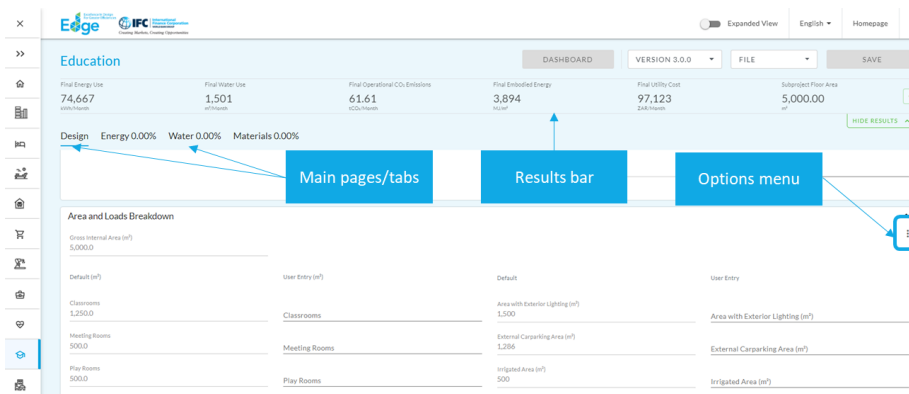 Edge
IFC International Finance Corporation
Creating Markets, Creating Opportunities
Expanded View
English
Homepage
Education
DASHBOARD
VERSION 3.0.0
FILE
SAVE
Final Energy Use
Final Water Use
Final Operational CO₂ Emissions
Final Embodied Energy
Final Utility Cost
Subproject Floor Area
74,667
1,501
61.61
3,894
97,123
5,000.00
kWh/Month
m³/Month
tCO₂/Month
MJ/m²
ZAR/Month
m²
HIDE RESULTS
Design Energy 0.00% Water 0.00% Materials 0.00%
Main pages/tabs
Results bar
Options menu
Area and Loads Breakdown
Gross Internal Area (m²)
5,000.0
Default (m²)
User Entry (m²)
Default
User Entry
Classrooms
1,250.0
Classrooms
Area with Exterior Lighting (m²)
1,500
Area with Exterior Lighting (m²)
Meeting Rooms
500.0
Meeting Rooms
External Carparking Area (m²)
1,286
External Carparking Area (m²)
Play Rooms
500.0
Play Rooms
Irrigated Area (m²)
500
Irrigated Area (m²)